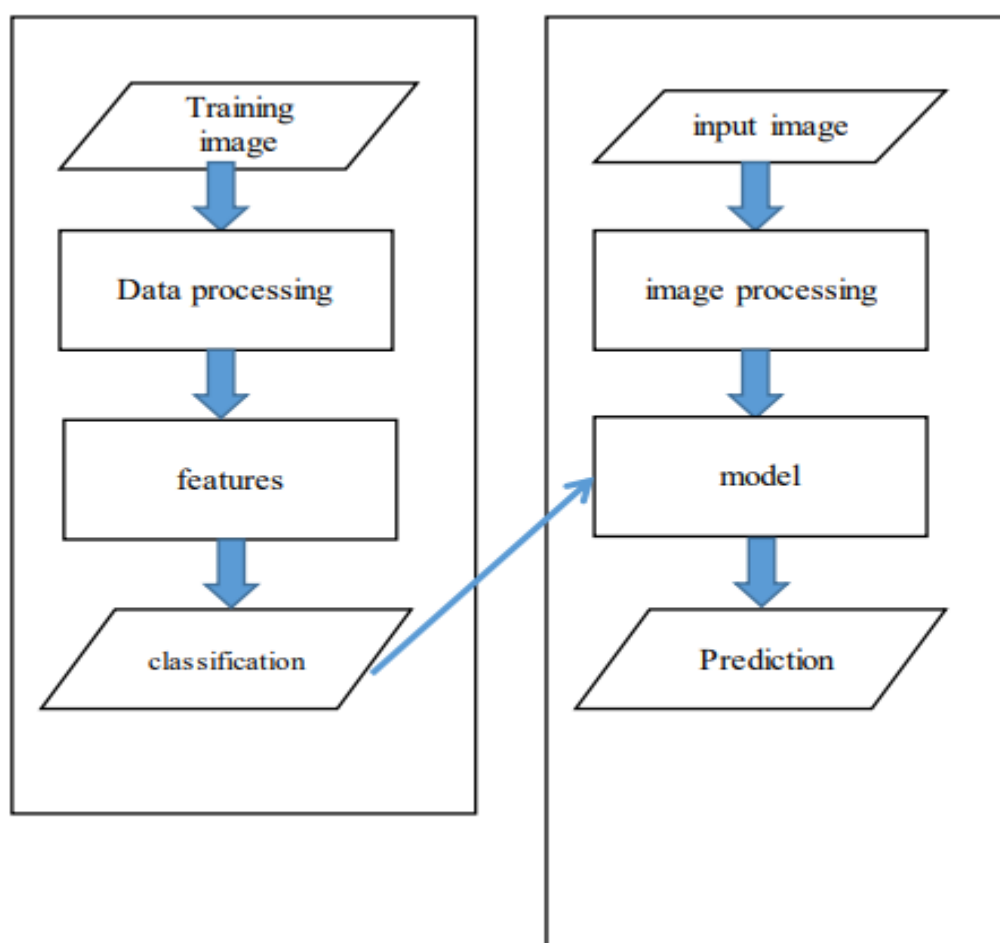 Training
image
Data processing
features
classification
input image
image processing
model
Prediction